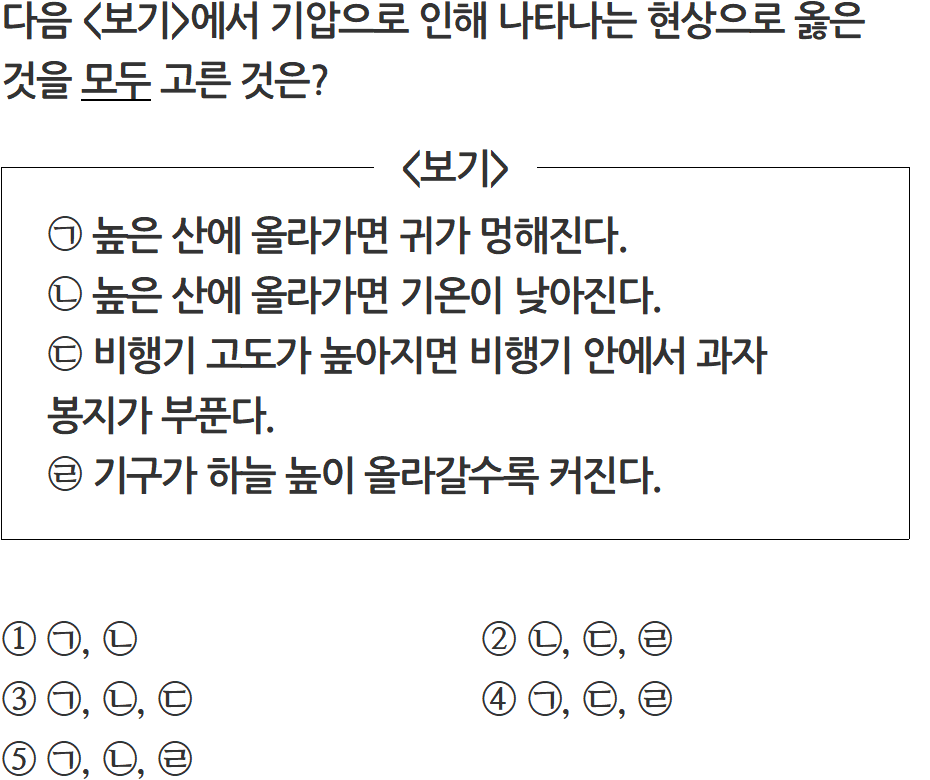 다음 <보기>에서 기압으로 인해 나타나는 현상으로 옳은
것을 모두 고른 것은?
<보기>
㉠ 높은 산에 올라가면 귀가 멍해진다.
㉡ 높은 산에 올라가면 기온이 낮아진다.
㉢ 비행기 고도가 높아지면 비행기 안에서 과자
봉지가 부푼다.
㉣ 기구가 하늘 높이 올라갈수록 커진다.
① ㉠, ㉡ ② ㉡, ㉢, ㉣
③ ㉠, ㉡, ㉢ ④ ㉠, ㉢, ㉣
⑤ ㉠, ㉡, ㉣